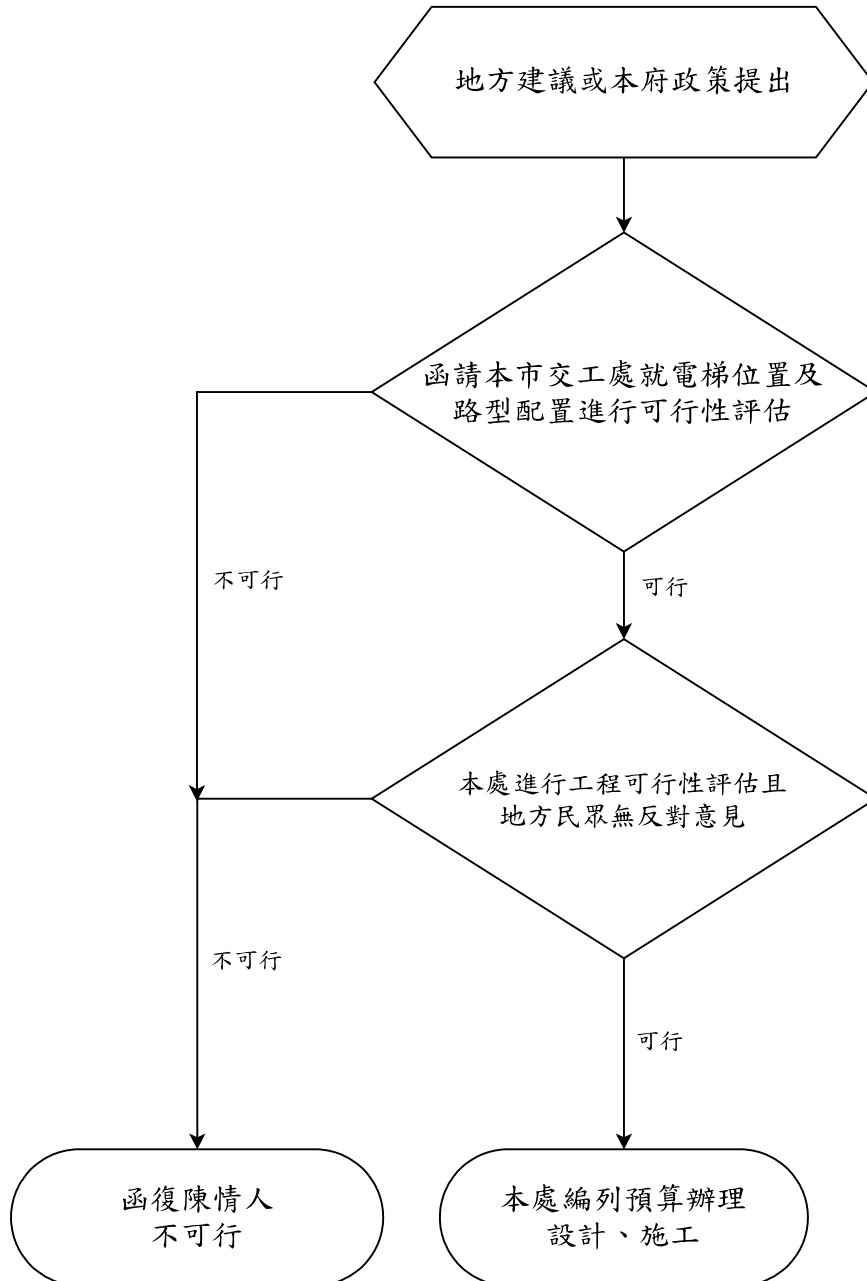 地方建議或本府政策提出
函請本市交工處就電梯位置及
路型配置進行可行性評估
不可行
可行
本處進行工程可行性評估且
地方民眾無反對意見
不可行
可行
函復陳情人
不可行
本處編列預算辦理
設計、施工